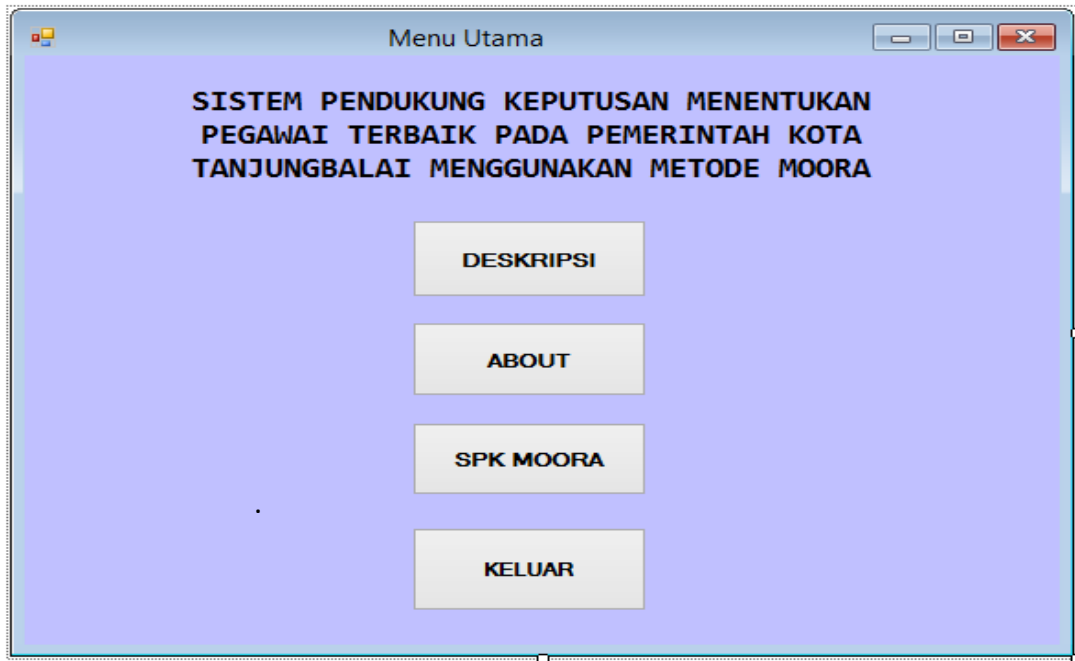 Menu Utama
SISTEM PENDUKUNG KEPUTUSAN MENENTUKAN
PEGAWAI TERBAIK PADA PEMERINTAH KOTA
TANJUNGBALAI MENGGUNAKAN METODE MOORA
DESKRIPSI
ABOUT
SPK MOORA
KELUAR